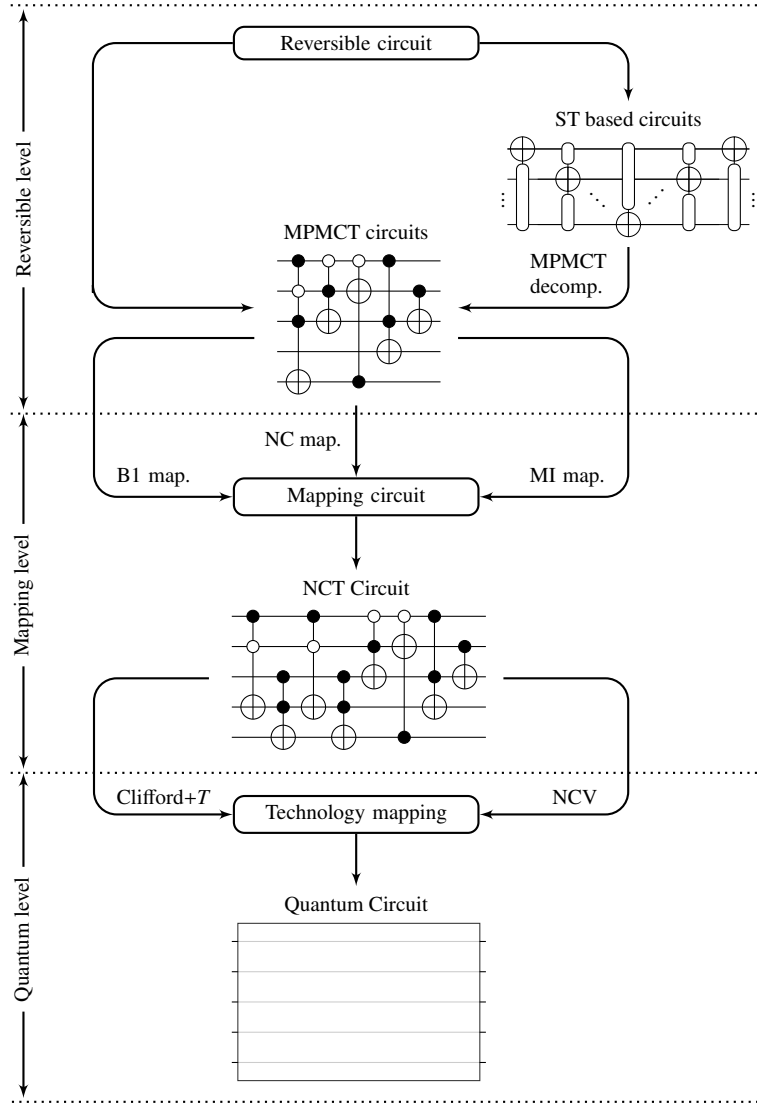 Reversible circuit
ST based circuits
Reversible level
MPMCT circuits
MPMCT
decomp.
NC map.
B1 map.
MI map.
Mapping circuit
Mapping level
NCT Circuit
Clifford+T
NCV
Technology mapping
Quantum level
Quantum Circuit